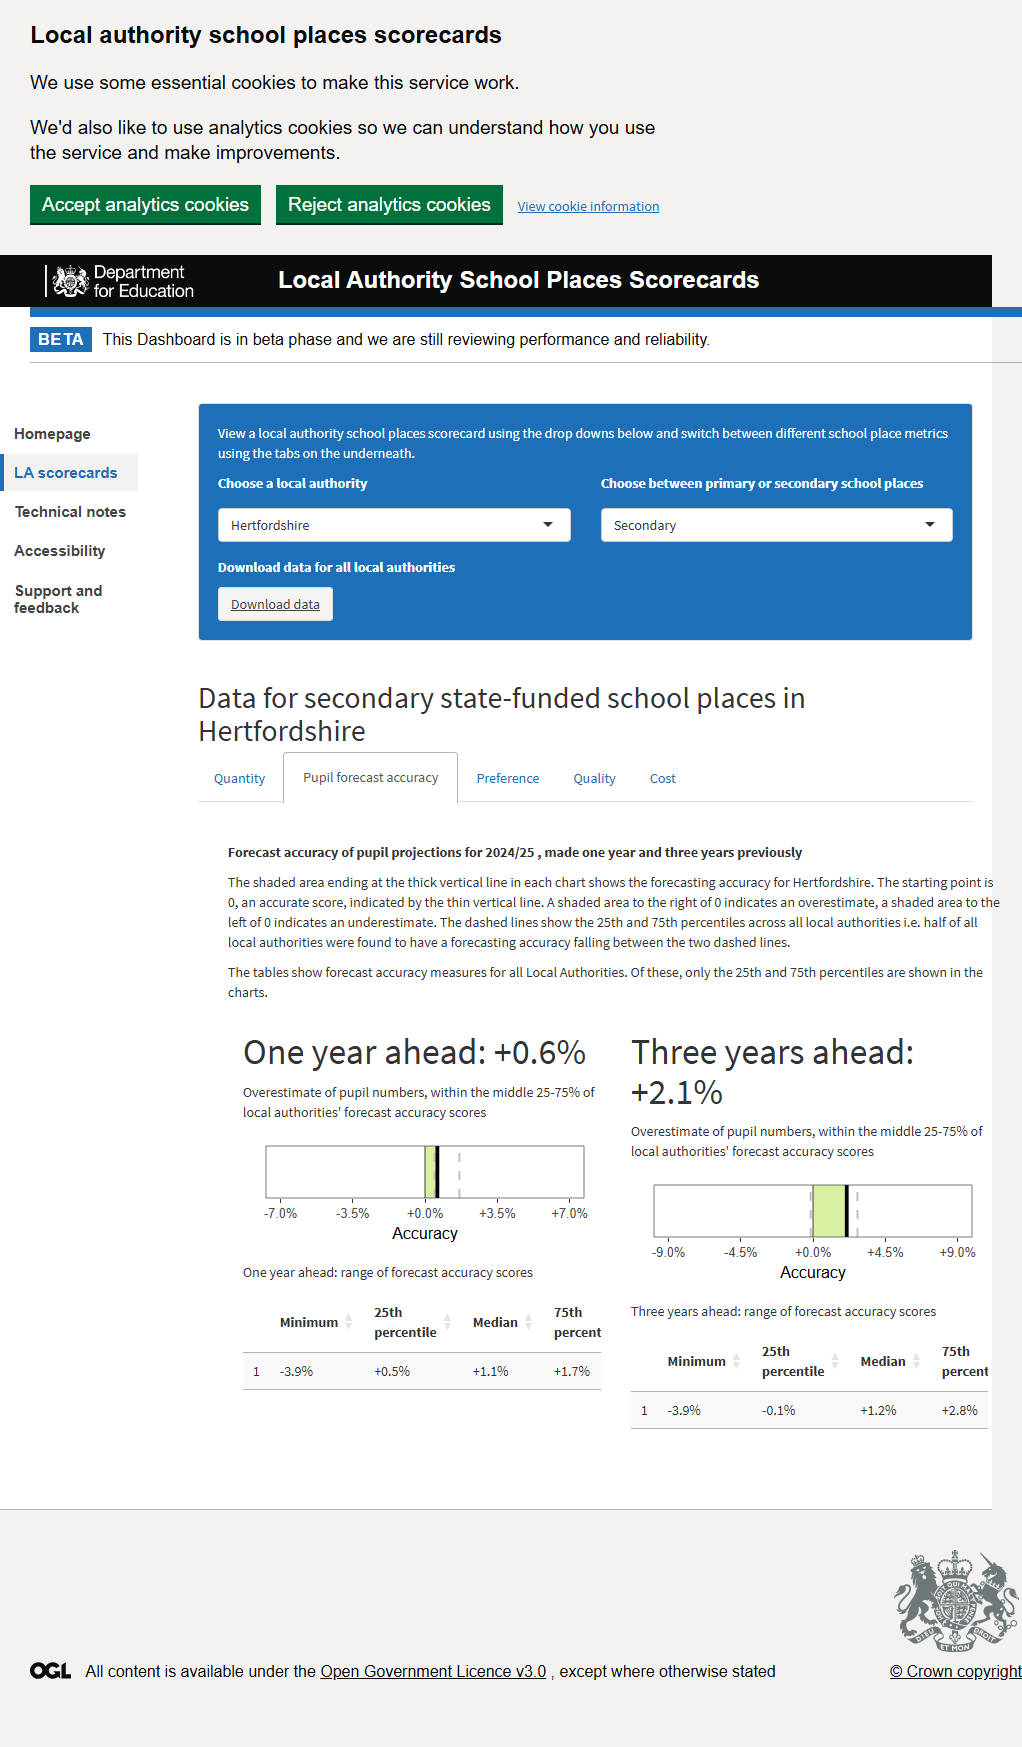 Local authority school places scorecards
We use some essential cookies to make this service work.
We'd also like to use analytics cookies so we can understand how you use
the service and make improvements.
Accept analytics cookies
Reject analytics cookies
View cookie information
Department
for Education
Local Authority School Places Scorecards
BETA
This Dashboard is in beta phase and we are still reviewing performance and reliability.
Homepage
LA scorecards
Technical notes
Accessibility
Support and
feedback
View a local authority school places scorecard using the drop downs below and switch between different school place metrics
using the tabs on the underneath.
Choose a local authority
Hertfordshire
Choose between primary or secondary school places
Secondary
Download data for all local authorities
Download data
Data for secondary state-funded school places in
Hertfordshire
Quantity
Pupil forecast accuracy
Preference
Quality
Cost
Forecast accuracy of pupil projections for 2024/25 , made one year and three years previously
The shaded area ending at the thick vertical line in each chart shows the forecasting accuracy for Hertfordshire. The starting point is
0, an accurate score, indicated by the thin vertical line. A shaded area to the right of 0 indicates an overestimate, a shaded area to the
left of 0 indicates an underestimate. The dashed lines show the 25th and 75th percentiles across all local authorities i.e. half of all
local authorities were found to have a forecasting accuracy falling between the two dashed lines.
The tables show forecast accuracy measures for all Local Authorities. Of these, only the 25th and 75th percentiles are shown in the
charts.
One year ahead: +0.6%
Overestimate of pupil numbers, within the middle 25-75% of
local authorities' forecast accuracy scores
-7.0% -3.5% +0.0% +3.5% +7.0%
Accuracy
One year ahead: range of forecast accuracy scores
Minimum
25th
percentile
Median
75th
percent
1 -3.9% +0.5% +1.1% +1.7%
Three years ahead:
+2.1%
Overestimate of pupil numbers, within the middle 25-75% of
local authorities' forecast accuracy scores
-9.0% -4.5% +0.0% +4.5% +9.0%
Accuracy
Three years ahead: range of forecast accuracy scores
Minimum
25th
percentile
Median
75th
percent
1 -3.9% -0.1% +1.2% +2.8%
DIEU ET MON DROIT
OGL
All content is available under the Open Government Licence v3.0 , except where otherwise stated
© Crown copyright